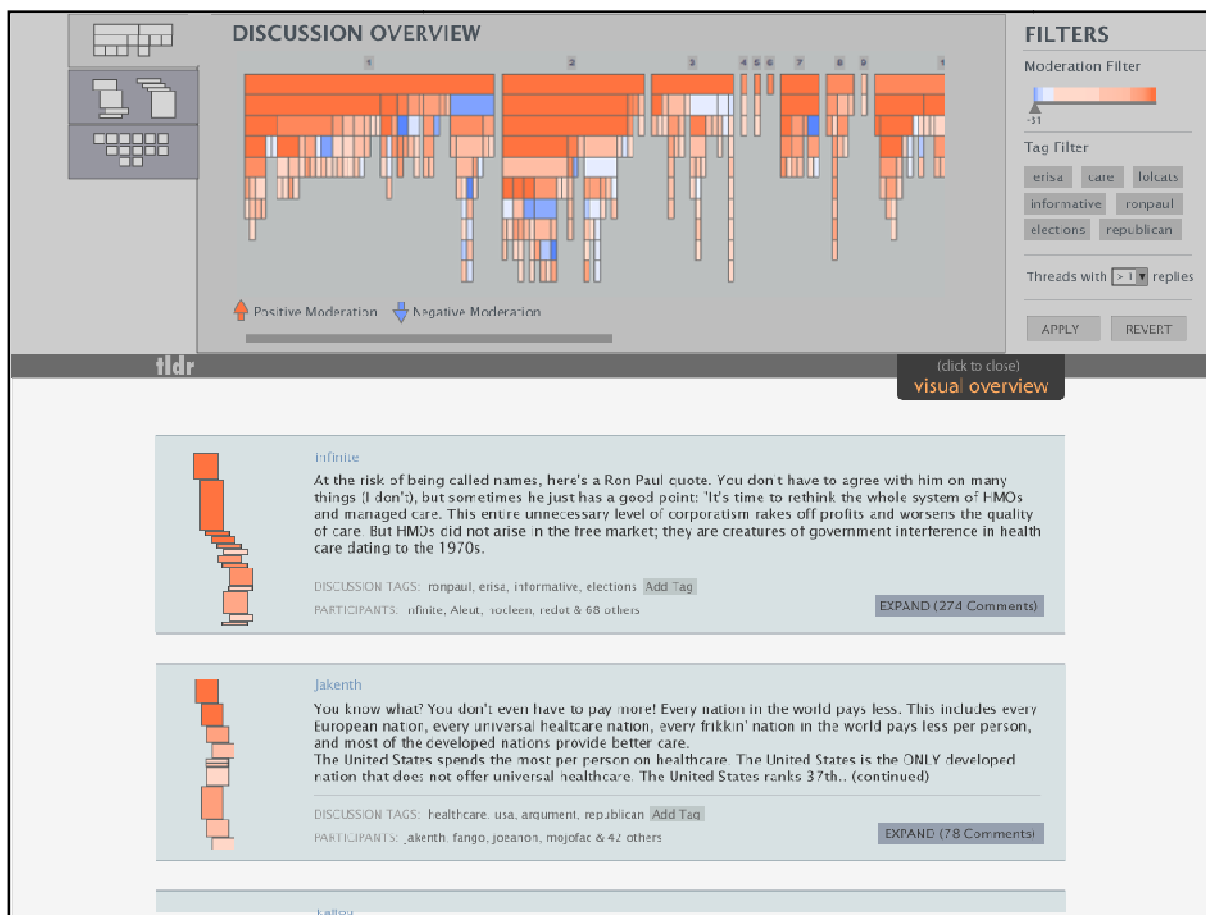 DISCUSSION OVERVIEW
1 2 3 4 5 6 7 8 9 1
Positive Moderation Negative Moderation
FILTERS
Moderation Filter
-31
Tag Filter
erisa care lolcats
informative ronpaul
elections republican
Threads with > 1 replies
APPLY REVERT
tldr
(click to close)
visual overview
infinite
At the risk of being called names, here's a Ron Paul quote. You don't have to agree with him on many
things (I don't), but sometimes he just has a good point: "It's time to rethink the whole system of HMOs
and managed care. This entire unnecessary level of corporatism rakes off profits and worsens the quality
of care. But HMOs did not arise in the free market; they are creatures of government interference in health
care dating to the 1970s.
DISCUSSION TAGS: ronpaul, erisa, informative, elections Add Tag
PARTICIPANTS: infinite, Aleut, nocleen, redot & 68 others
EXPAND (274 Comments)
Jakenth
You know what? You don't even have to pay more! Every nation in the world pays less. This includes every
European nation, every universal healtcare nation, every frikkin' nation in the world pays less per person,
and most of the developed nations provide better care.
The United States spends the most per person on healthcare. The United States is the ONLY developed
nation that does not offer universal healthcare. The United States ranks 37th.. (continued)
DISCUSSION TAGS: healthcare, usa, argument, republican Add Tag
PARTICIPANTS: jakenth, fango, joeanon, mojofac & 42 others
EXPAND (78 Comments)